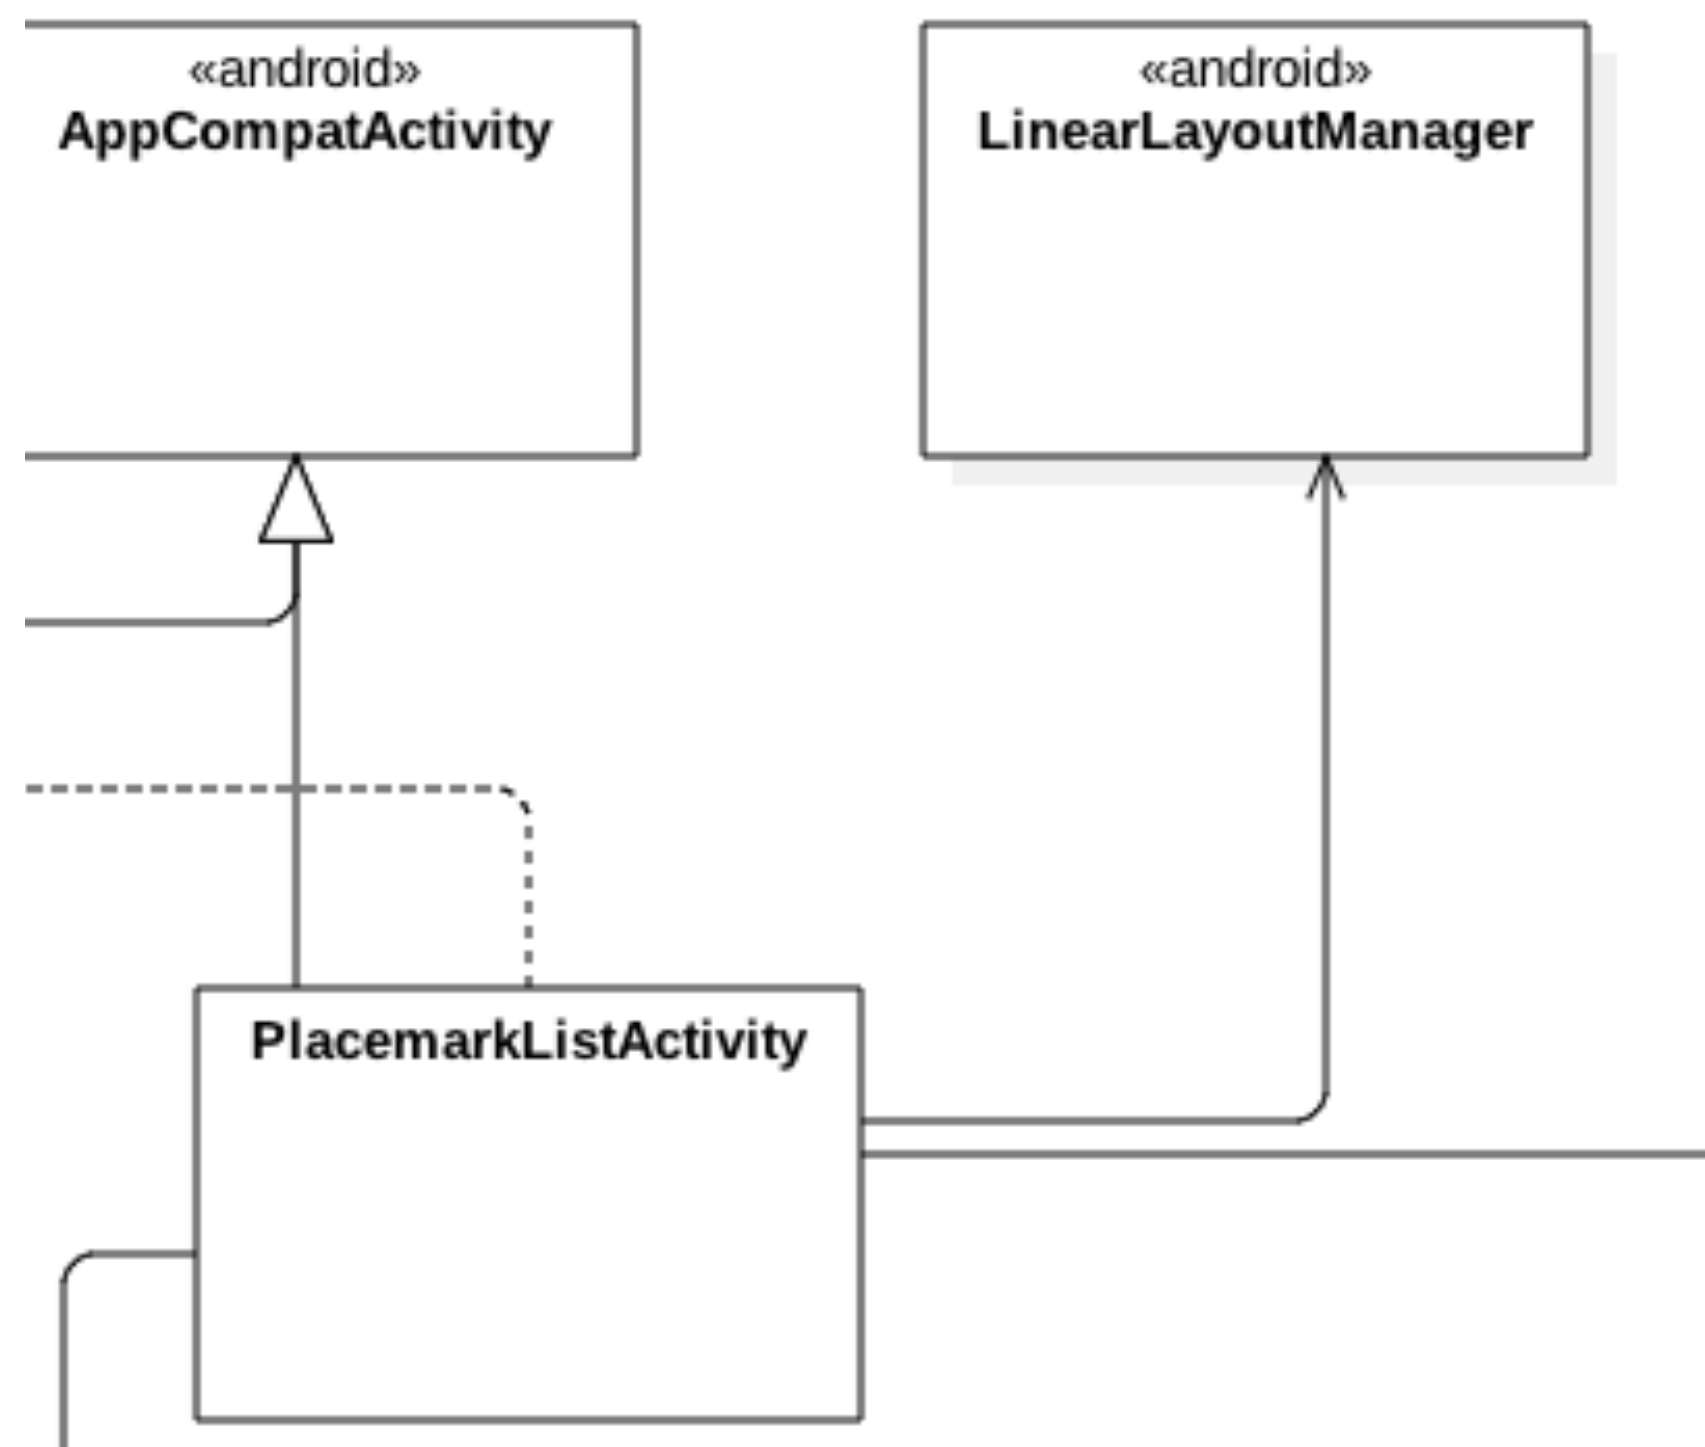 «android»
AppCompatActivity
«android»
LinearLayoutManager
PlacemarkListActivity